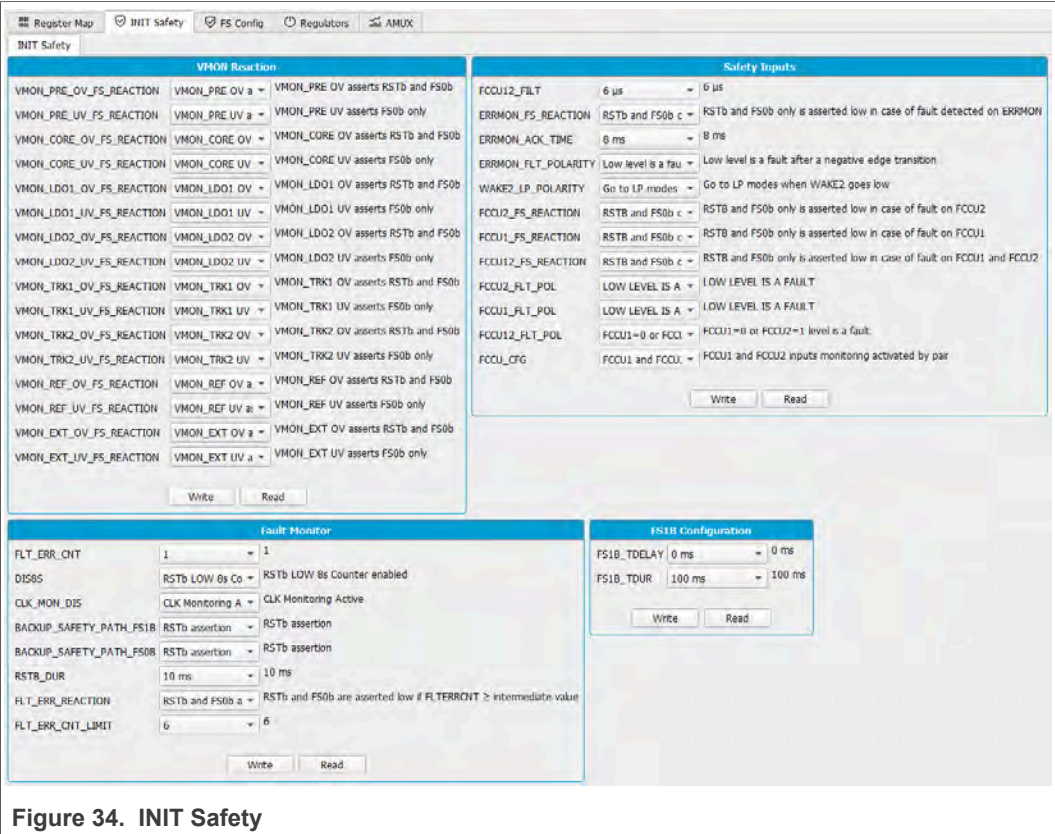 Register Map INIT Safety FS Config Regulators AMUX
INIT Safety
VMON Reaction
VMON_PRE_OV_FS_REACTION VMON_PRE OV a VMON_PRE OV asserts RSTb and FS0b
VMON_PRE_UV_FS_REACTION VMON_PRE UV a VMON_PRE UV asserts FS0b only
VMON_CORE_OV_FS_REACTION VMON_CORE OV VMON_CORE OV asserts RSTb and FS0b
VMON_CORE_UV_FS_REACTION VMON_CORE UV VMON_CORE UV asserts FS0b only
VMON_LDO1_OV_FS_REACTION VMON_LDO1 OV VMON_LDO1 OV asserts RSTb and FS0b
VMON_LDO1_UV_FS_REACTION VMON_LDO1 UV VMON_LDO1 UV asserts FS0b only
VMON_LDO2_OV_FS_REACTION VMON_LDO2 OV VMON_LDO2 OV asserts RSTb and FS0b
VMON_LDO2_UV_FS_REACTION VMON_LDO2 UV VMON_LDO2 UV asserts FS0b only
VMON_TRK1_OV_FS_REACTION VMON_TRK1 OV VMON_TRK1 OV asserts RSTb and FS0b
VMON_TRK1_UV_FS_REACTION VMON_TRK1 UV VMON_TRK1 UV asserts FS0b only
VMON_TRK2_OV_FS_REACTION VMON_TRK2 OV VMON_TRK2 OV asserts RSTb and FS0b
VMON_TRK2_UV_FS_REACTION VMON_TRK2 UV VMON_TRK2 UV asserts FS0b only
VMON_REF_OV_FS_REACTION VMON_REF OV a VMON_REF OV asserts RSTb and FS0b
VMON_REF_UV_FS_REACTION VMON_REF UV a: VMON_REF UV asserts FS0b only
VMON_EXT_OV_FS_REACTION VMON_EXT OV a VMON_EXT OV asserts RSTb and FS0b
VMON_EXT_UV_FS_REACTION VMON_EXT UV a VMON_EXT UV asserts FS0b only
Write Read
Safety Inputs
FCCU12_FILT 6 µs 6 µs
ERRMON_FS_REACTION RSTb and FS0b c RSTb and FS0b only is asserted low in case of fault detected on ERRMON
ERRMON_ACK_TIME 8 ms 8 ms
ERRMON_FLT_POLARITY Low level is a fau Low level is a fault after a negative edge transition
WAKE2_LP_POLARITY Go to LP modes Go to LP modes when WAKE2 goes low
FCCU2_FS_REACTION RSTB and FS0b c RSTB and FS0b only is asserted low in case of fault on FCCU2
FCCU1_FS_REACTION RSTB and FS0b c RSTB and FS0b only is asserted low in case of fault on FCCU1
FCCU12_FS_REACTION RSTB and FS0b c RSTB and FS0b only is asserted low in case of fault on FCCU1 and FCCU2
FCCU2_FLT_POL LOW LEVEL IS A LOW LEVEL IS A FAULT
FCCU1_FLT_POL LOW LEVEL IS A LOW LEVEL IS A FAULT
FCCU12_FLT_POL FCCU1=0 or FCCI FCCU1=0 or FCCU2=1 level is a fault
FCCU_CFG FCCU1 and FCCU. FCCU1 and FCCU2 inputs monitoring activated by pair
Write Read
Fault Monitor
FLT_ERR_CNT 1 1
DIS8S RSTb LOW 8s Co RSTb LOW 8s Counter enabled
CLK_MON_DIS CLK Monitoring A CLK Monitoring Active
BACKUP_SAFETY_PATH_FS1B RSTb assertion RSTb assertion
BACKUP_SAFETY_PATH_FS0B RSTb assertion RSTb assertion
RSTB_DUR 10 ms 10 ms
FLT_ERR_REACTION RSTb and FS0b a RSTb and FS0b are asserted low if FLTERRCNT ≥ intermediate value
FLT_ERR_CNT_LIMIT 6 6
Write Read
FS1B Configuration
FS1B_TDELAY 0 ms 0 ms
FS1B_TDUR 100 ms 100 ms
Write Read
Figure 34. INIT Safety